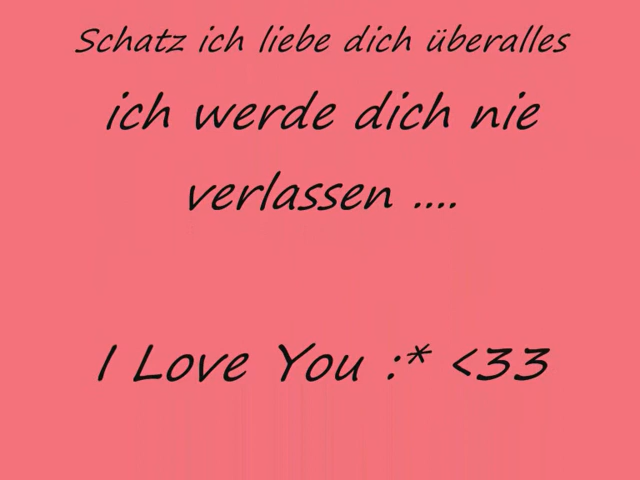 Schatz ich liebe dich überalles
ich werde dich nie
verlassen ....
I Love You :* <33